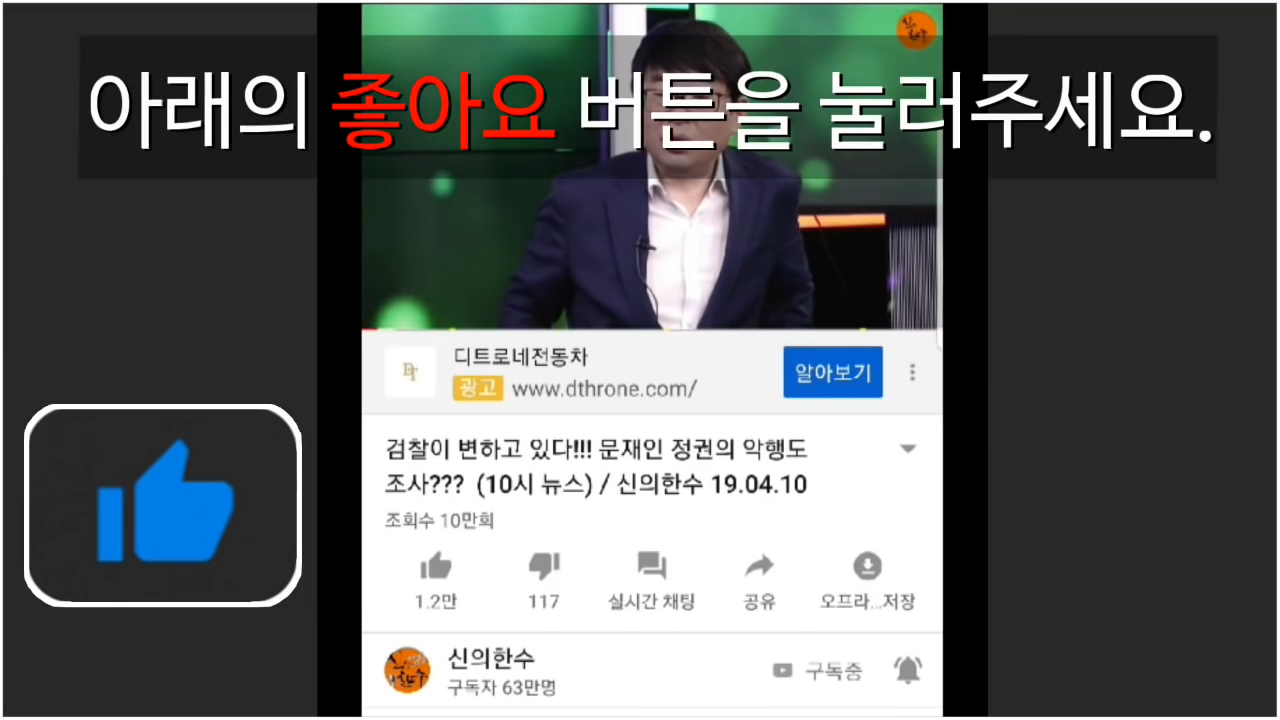 아래의 좋아요 버튼을 눌러주세요.
디트로네전동차
광고 www.dthrone.com/
알아보기
검찰이 변하고 있다!!! 문재인 정권의 악행도
조사??? (10시 뉴스) / 신의한수 19.04.10
조회수 10만회
1.2만 117 실시간 채팅 공유 오프라...저장
신의한수
구독자 63만명
구독중